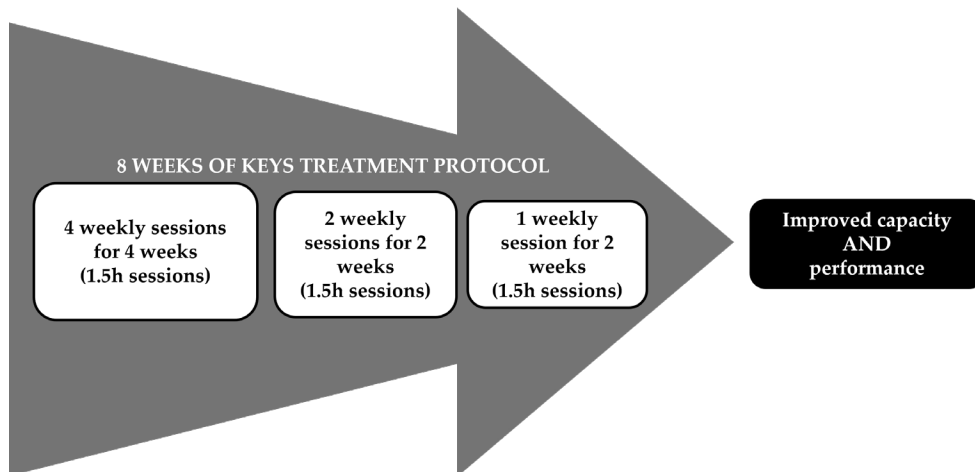 8 WEEKS OF KEYS TREATMENT PROTOCOL
4 weekly sessions
for 4 weeks
(1.5h sessions)
2 weekly
sessions for 2
weeks
(1.5h sessions)
1 weekly
session for 2
weeks
(1.5h sessions)
Improved capacity
AND
performance